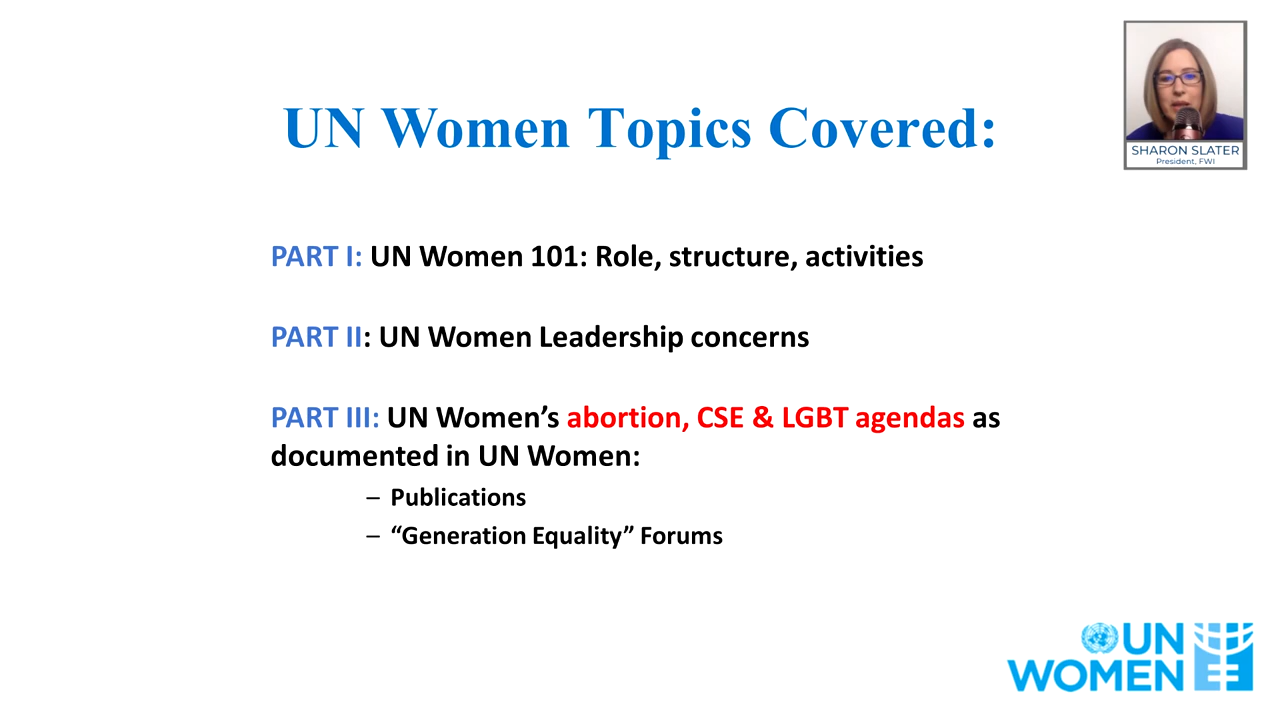 UN Women Topics Covered:
SHARON SLATER
President, FWI
PART I: UN Women 101: Role, structure, activities
PART II: UN Women Leadership concerns
PART III: UN Women’s abortion, CSE & LGBT agendas as
documented in UN Women:
– Publications
– “Generation Equality” Forums
UN
WOMEN